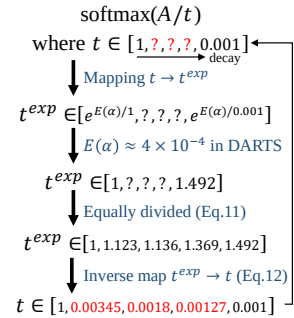 softmax(A/t)
where t ∈ [1, ?, ?, ?, 0.001]
decay
Mapping t → t^exp
t^exp ∈[e^E(α)/1, ?, ?, ?, e^E(α)/0.001]
E(α) ≈ 4 × 10^−4 in DARTS
t^exp ∈[1, ?, ?, ?, 1.492]
Equally divided (Eq.11)
t^exp ∈[1, 1.123, 1.136, 1.369, 1.492]
Inverse map t^exp → t (Eq.12)
t ∈ [1, 0.00345, 0.0018, 0.00127, 0.001]